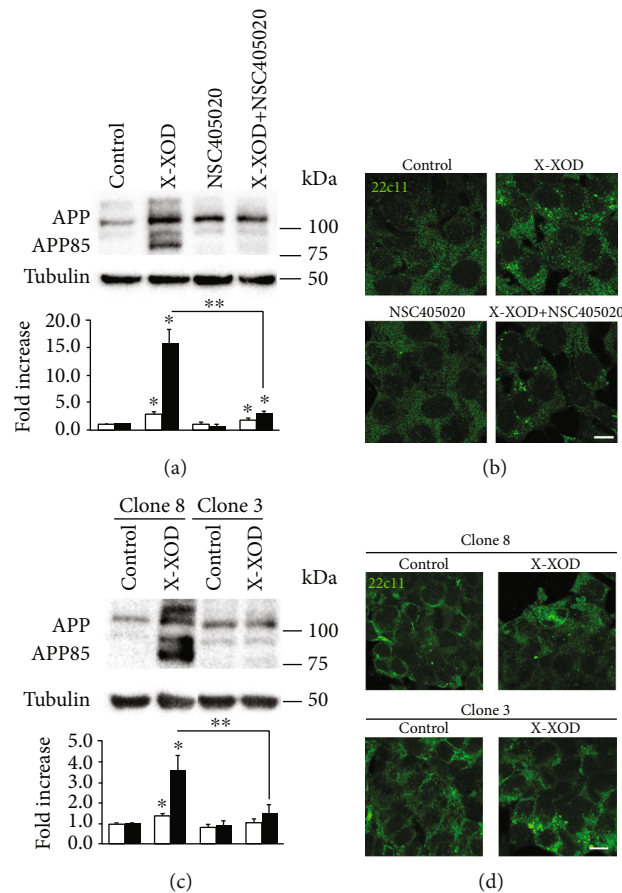 Control
X-XOD
NSC405020
X-XOD+NSC405020
kDa
APP
100
APP85
75
Tubulin
50
**
20.0
*
15.0
10.0
5.0
* * *
0.0
Fold increase
(a)
Control X-XOD
22c11
NSC405020 X-XOD+NSC405020
(b)
Clone 8 Clone 3
Control
X-XOD
Control
X-XOD
kDa
APP
100
APP85
75
Tubulin
50
**
5.0
*
4.0
3.0
2.0
*
1.0
0.0
Fold increase
(c)
Clone 8
Control X-XOD
22c11
Clone 3
Control X-XOD
(d)